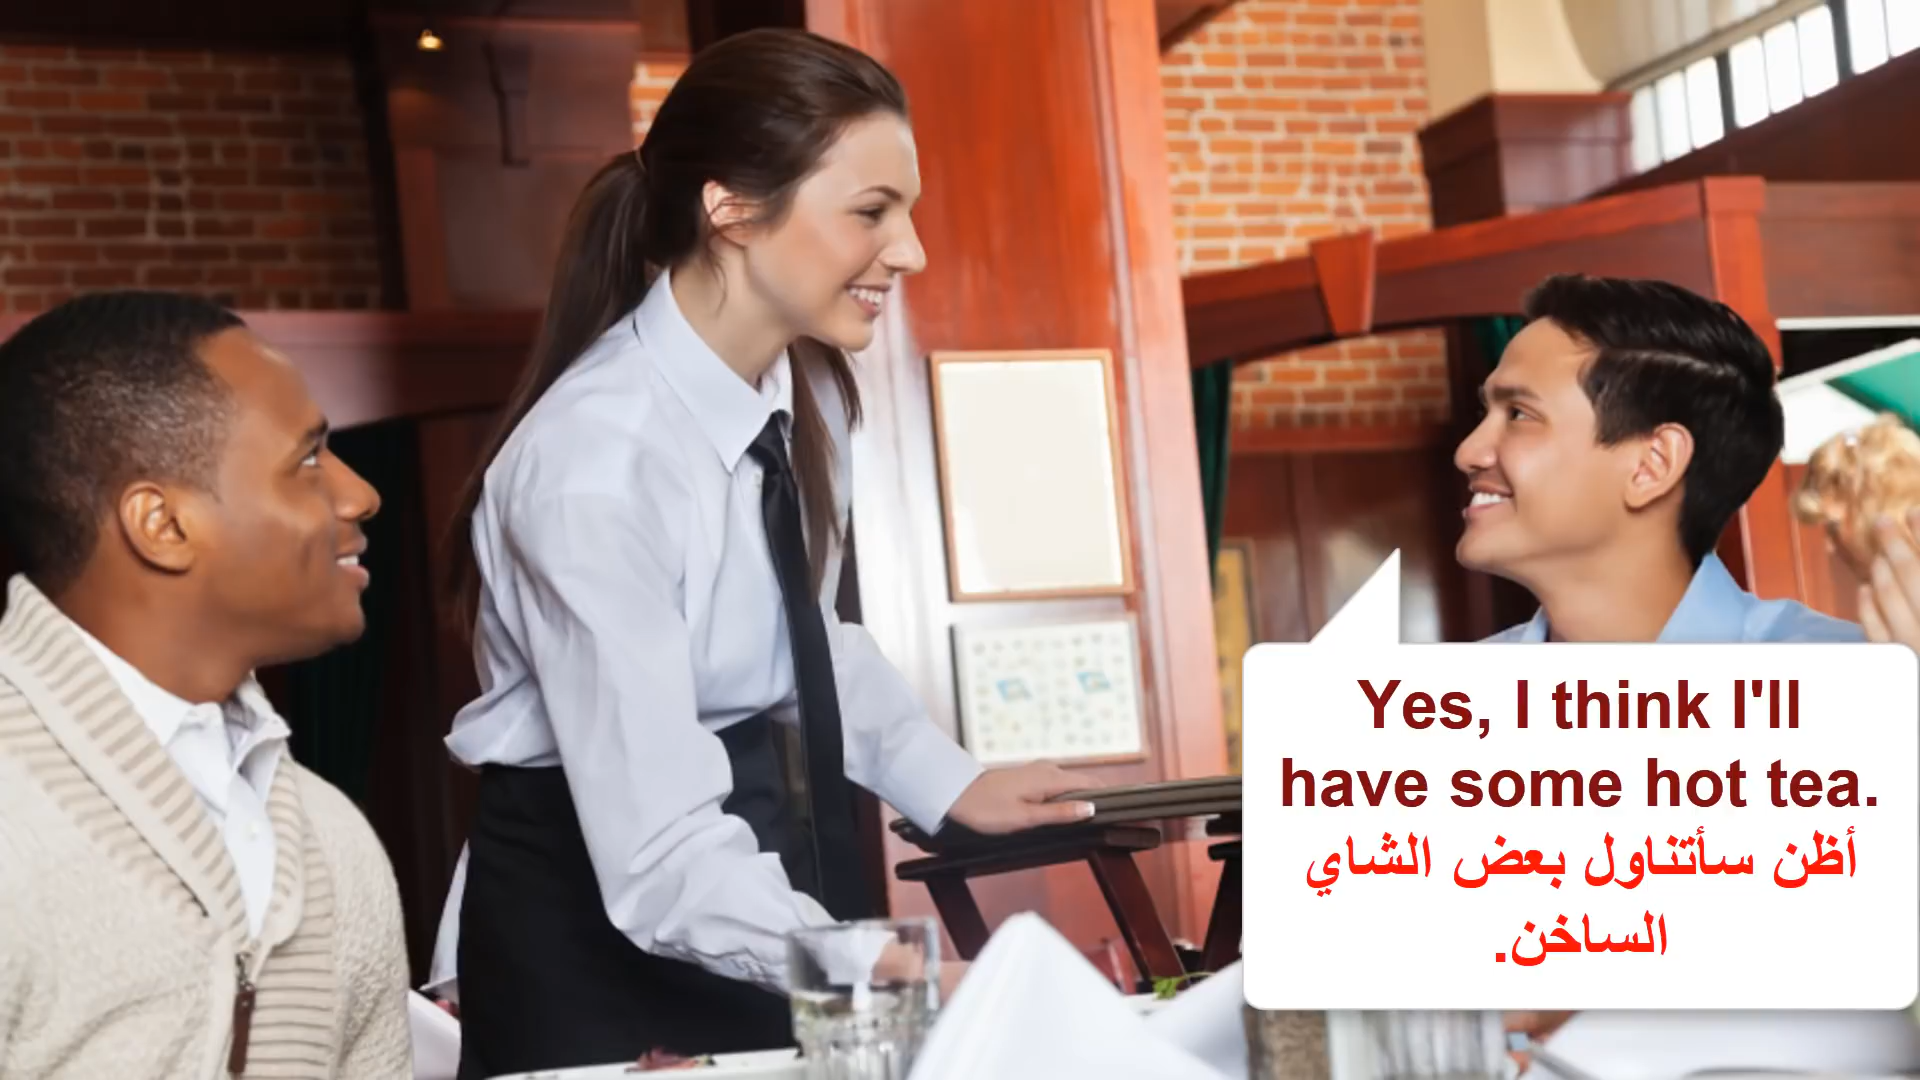 Yes, I think I'll
have some hot tea.
أظن سأتناول بعض الشاي
الساخن.